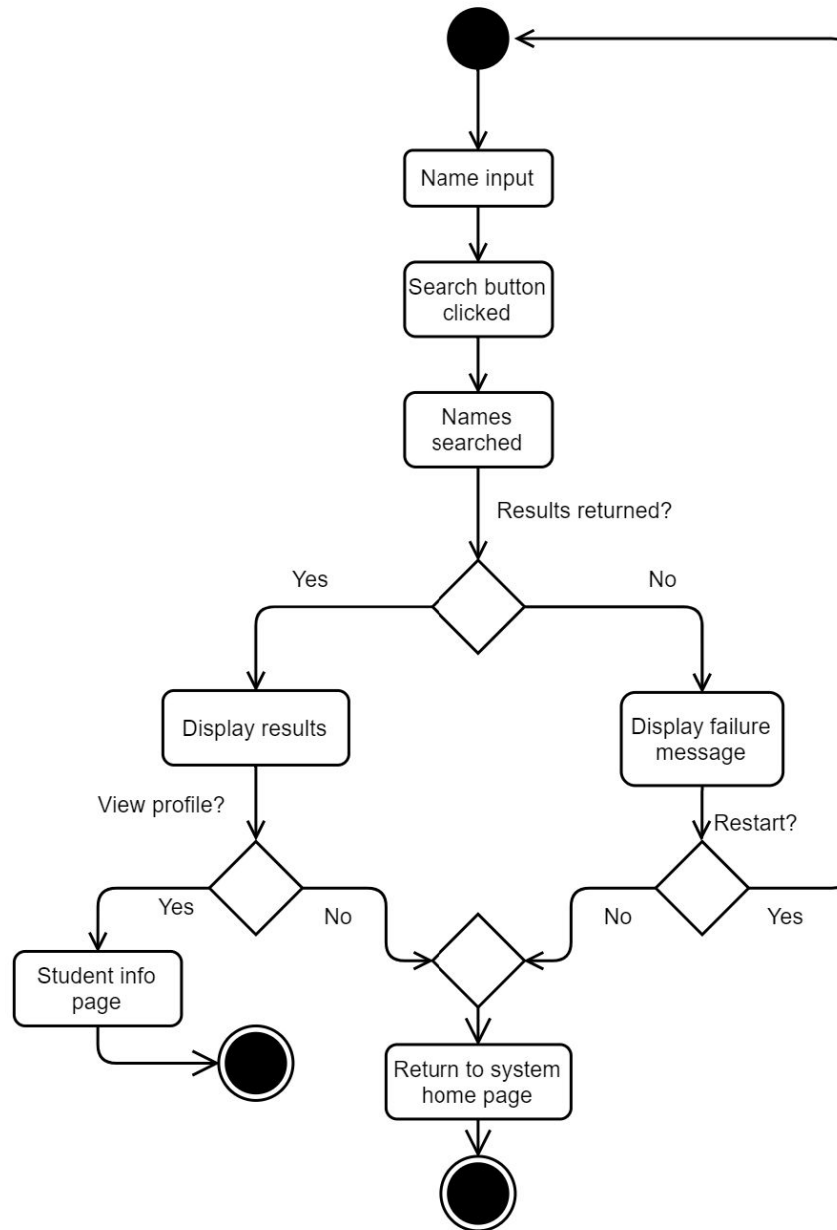 Name input
Search button
clicked
Names
searched
Results returned?
Yes
No
Display results
Display failure
message
View profile?
Restart?
Yes
No
No
Yes
Student info
page
Return to system
home page